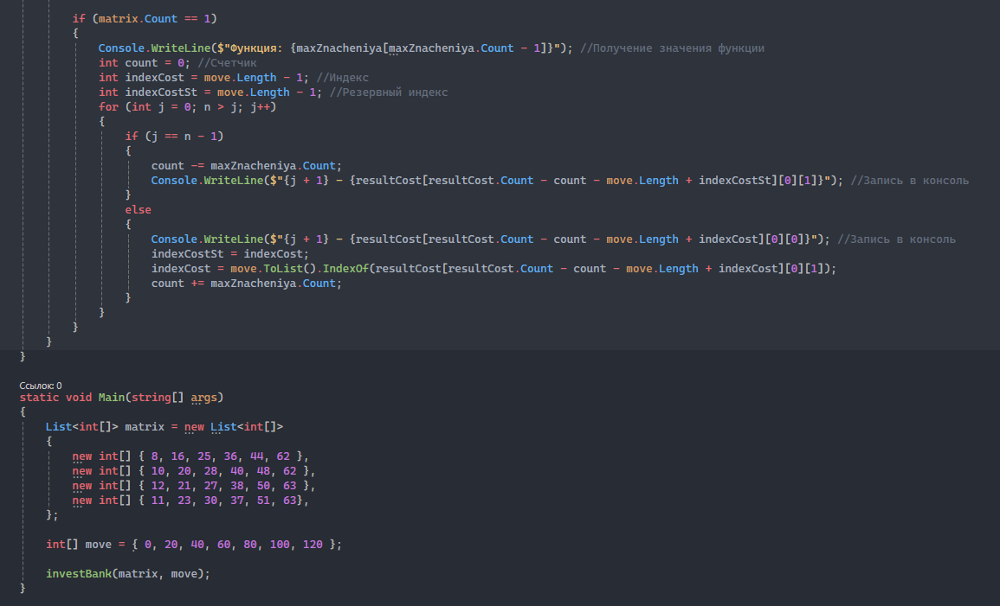 if (matrix.Count == 1)
{
Console.WriteLine($"Функция: {maxZnacheniya[maxZnacheniya.Count - 1]}"); //Получение значения функции
int count = 0; //Счетчик
int indexCost = move.Length - 1; //Индекс
int indexCostSt = move.Length - 1; //Резервный индекс
for (int j = 0; n > j; j++)
{
if (j == n - 1)
{
count -= maxZnacheniya.Count;
Console.WriteLine($"{j + 1} - {resultCost[resultCost.Count - count - move.Length + indexCostSt][0][1]}"); //Запись в консоль
}
else
{
Console.WriteLine($"{j + 1} - {resultCost[resultCost.Count - count - move.Length + indexCost][0][0]}"); //Запись в консоль
indexCostSt = indexCost;
indexCost = move.ToList().IndexOf(resultCost[resultCost.Count - count - move.Length + indexCost][0][1]);
count += maxZnacheniya.Count;
}
}
}
}
}
Ссылок: 0
static void Main(string[] args)
{
List<int[]> matrix = new List<int[]>
{
new int[] { 8, 16, 25, 36, 44, 62 },
new int[] { 10, 20, 28, 40, 48, 62 },
new int[] { 12, 21, 27, 38, 50, 63 },
new int[] { 11, 23, 30, 37, 51, 63},
};
int[] move = { 0, 20, 40, 60, 80, 100, 120 };
investBank(matrix, move);
}